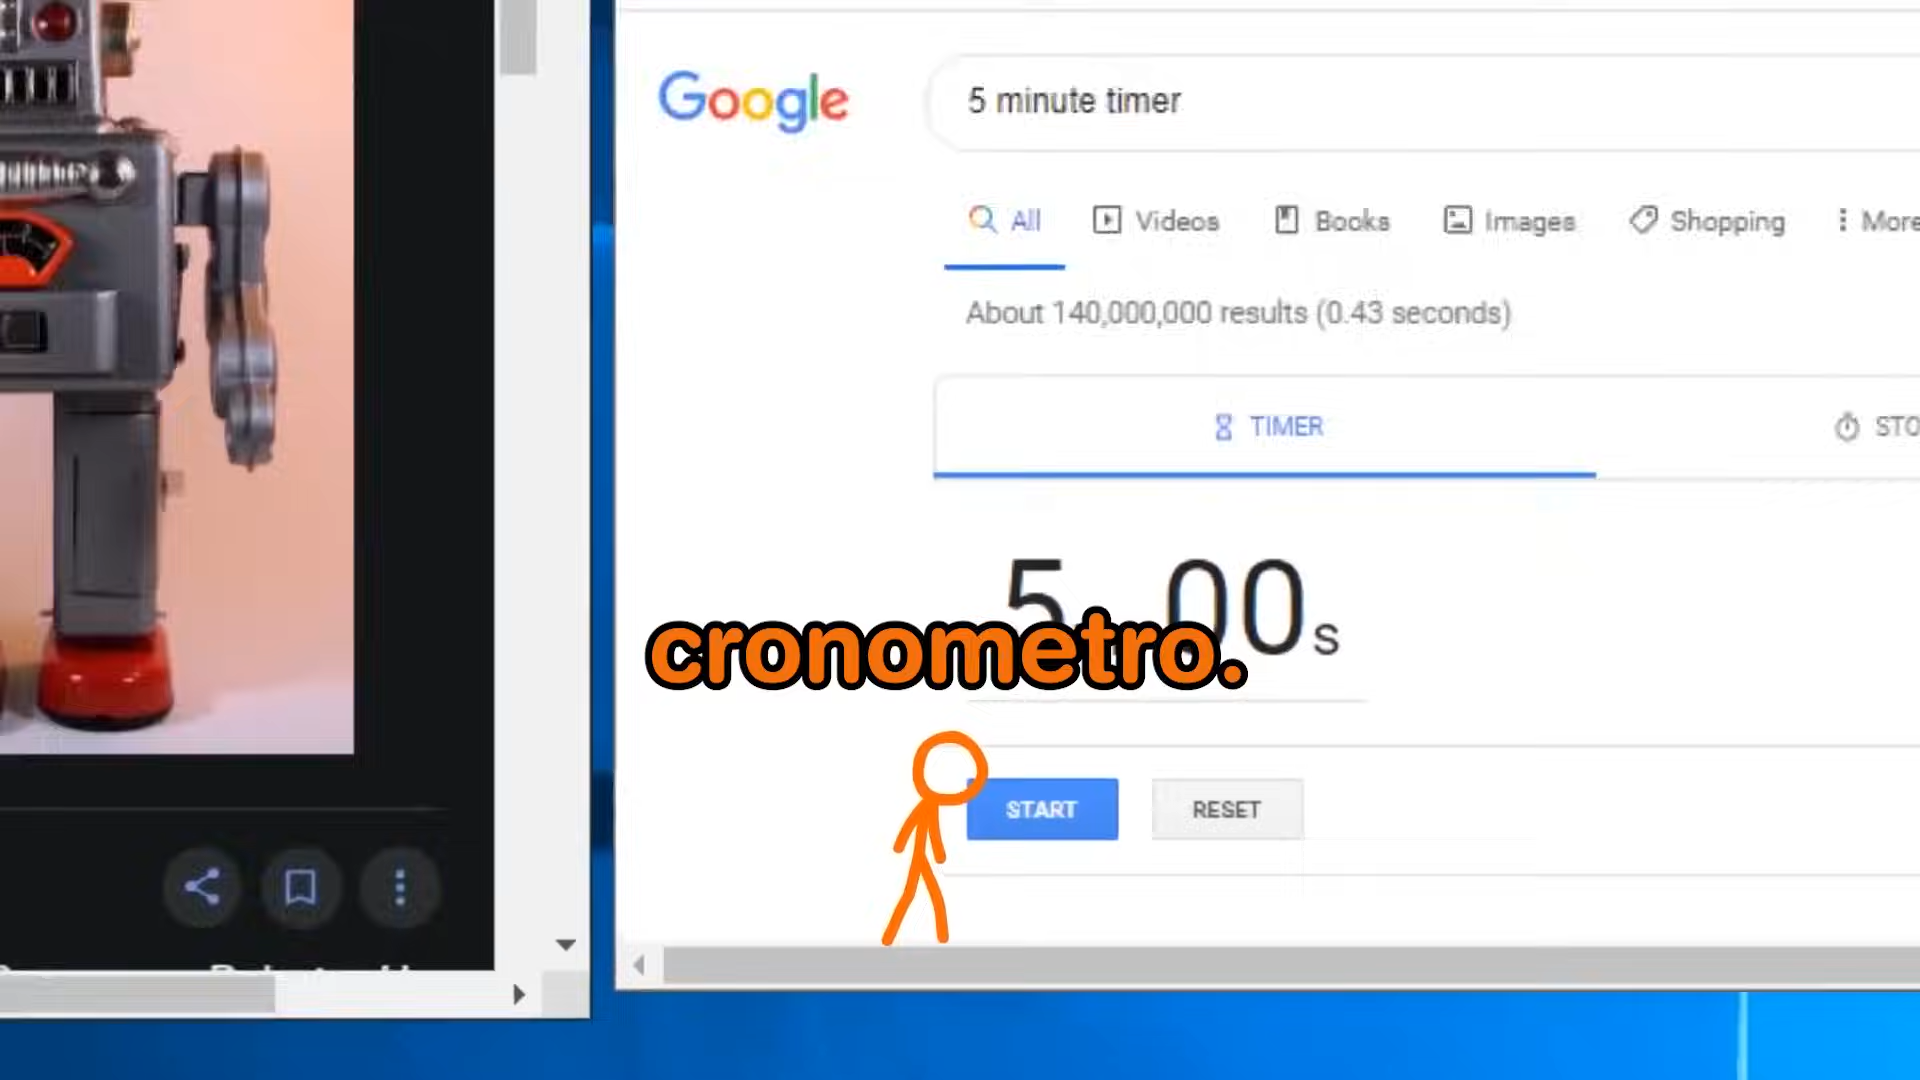 Google
5 minute timer
All Videos Books Images Shopping More
About 140,000,000 results (0.43 seconds)
TIMER STO
5 00 s
cronometro.
START RESET